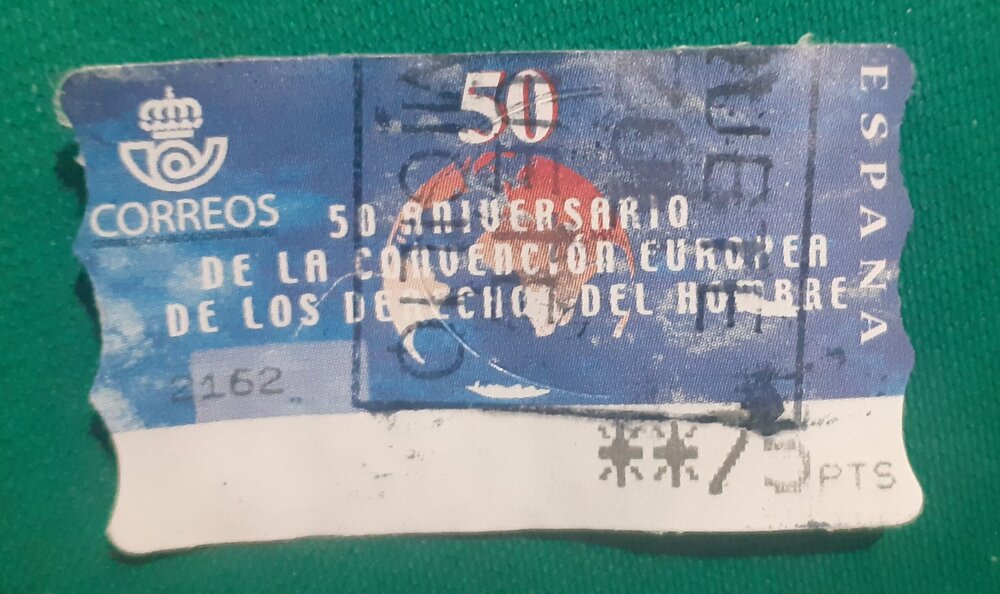 50
ESPAÑA
CORREOS
50 ANIVERSARIO
DE LA CONVENCIÓN EUROPEA
DE LOS DERECHOS DEL HOMBRE
2162
**75 PTS